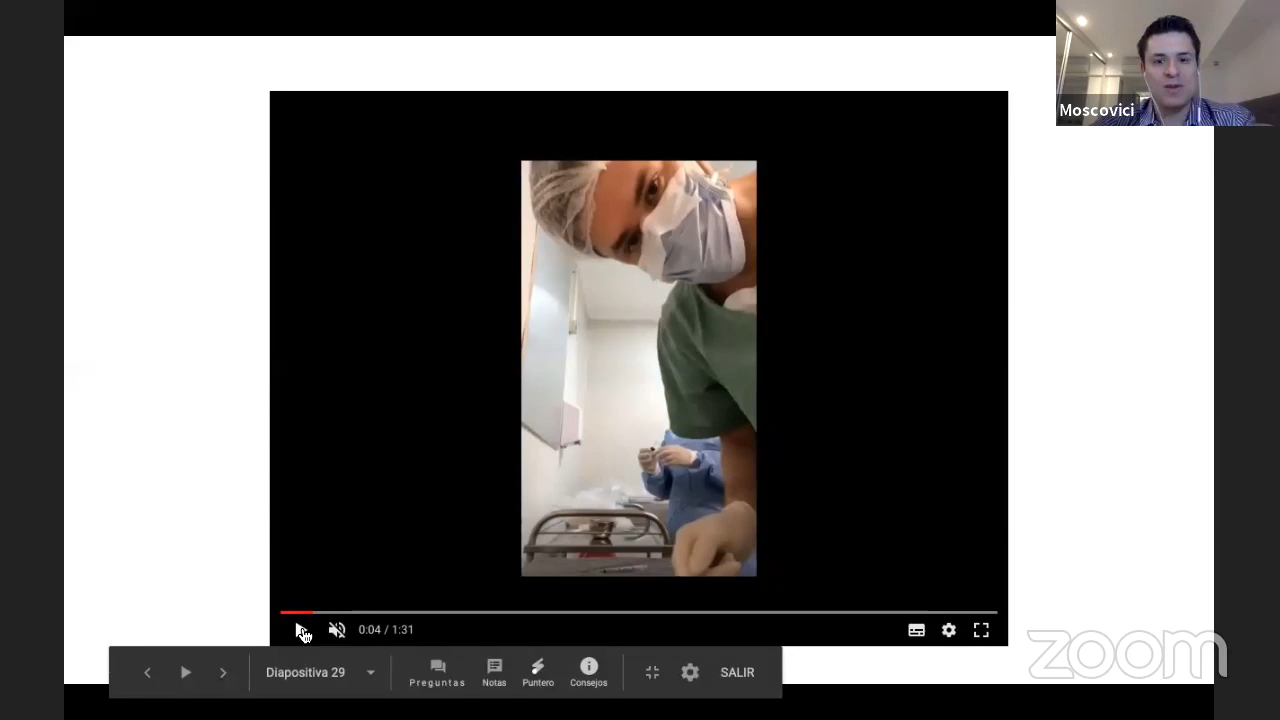 Moscovici
0:04 / 1:31
Diapositiva 29
Preguntas
Notas
Puntero
Consejos
SALIR
zoom